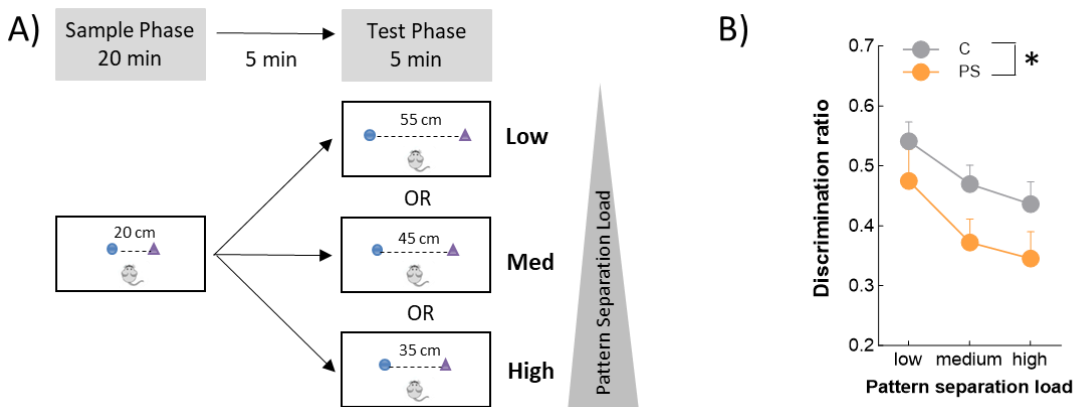 A)
Sample Phase
20 min
5 min
Test Phase
5 min
55 cm
Low
OR
20 cm
45 cm
Med
OR
35 cm
High
Pattern Separation Load
B)
C
PS
*
Discrimination ratio
0.7
0.6
0.5
0.4
0.3
0.2
low medium high
Pattern separation load